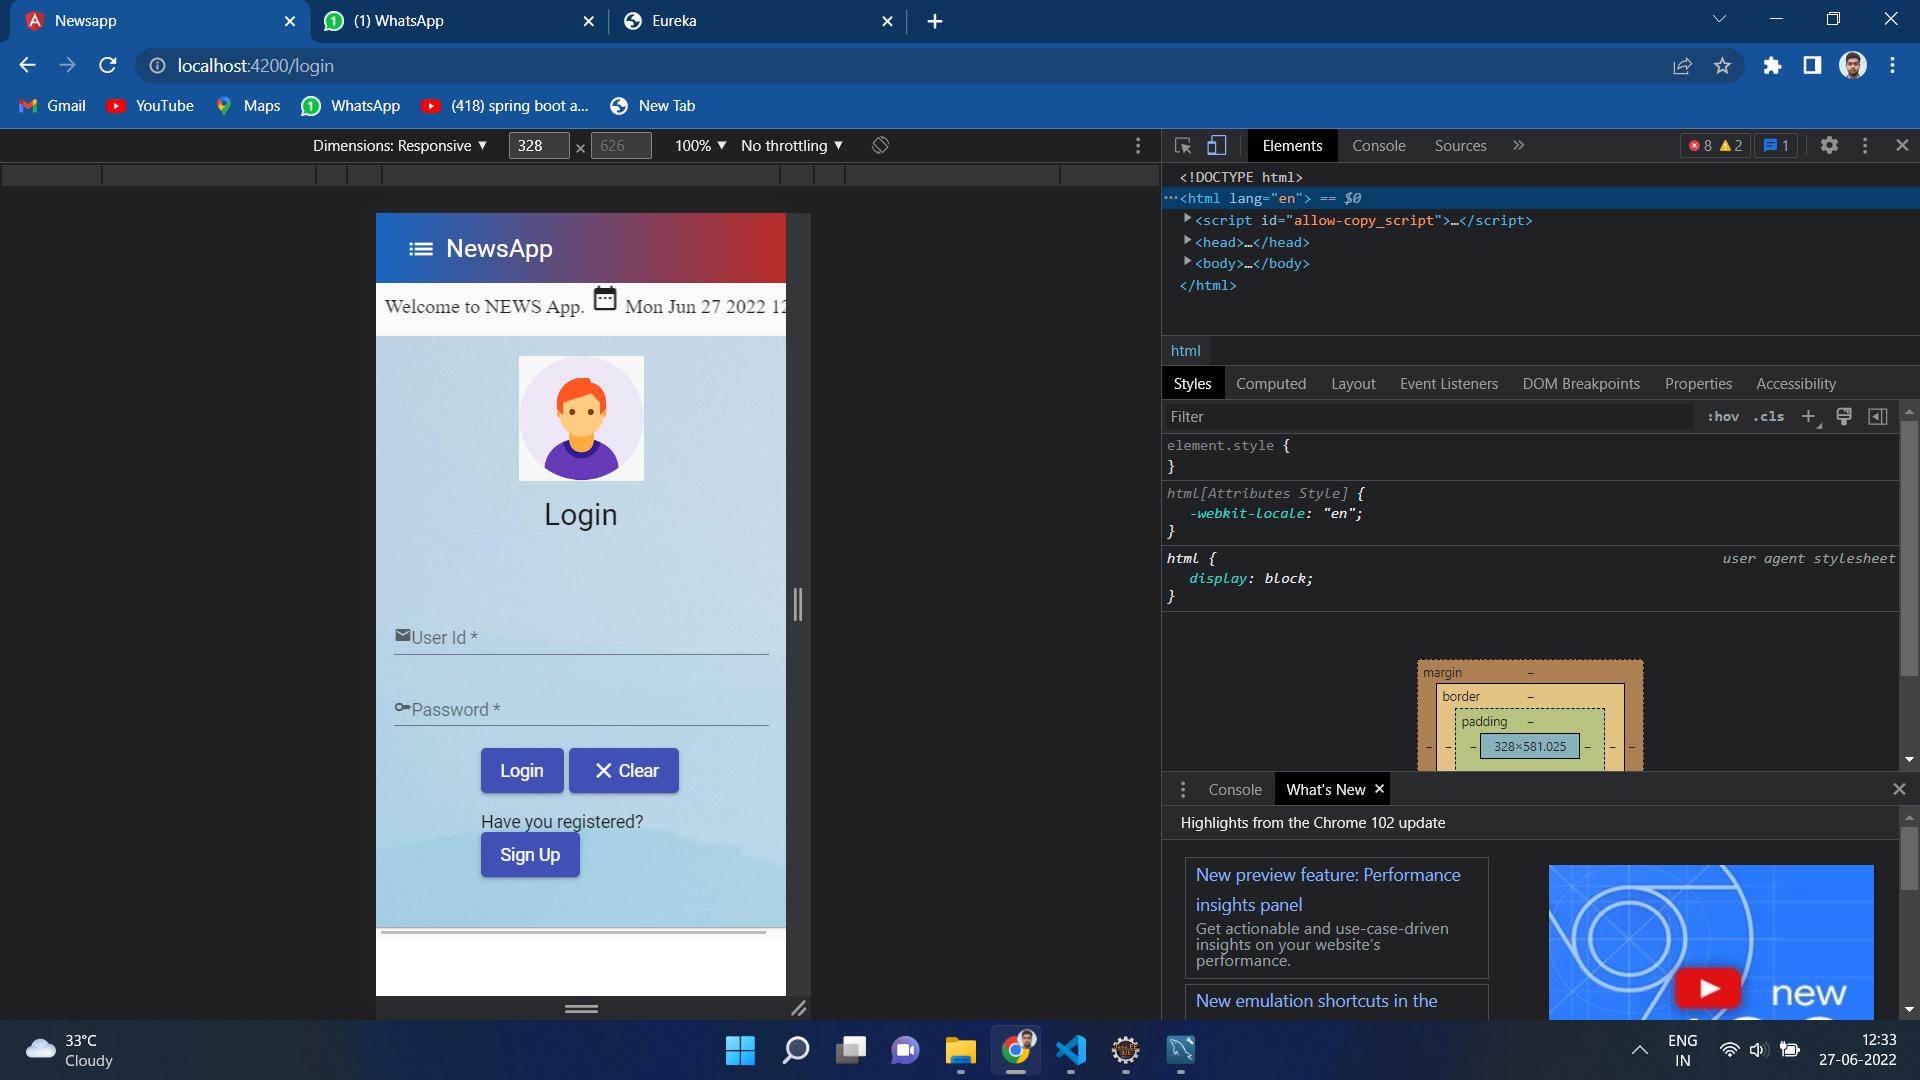 Newsapp
(1) WhatsApp
Eureka
localhost:4200/login
Gmail
YouTube
Maps
WhatsApp
(418) spring boot a...
New Tab
Dimensions: Responsive ▼ 328 × 626 100% ▼ No throttling ▼
Elements Console Sources » 8 2 1
<!DOCTYPE html>
···<html lang="en"> == $0
<script id="allow-copy_script">…</script>
<head>…</head>
<body>…</body>
</html>
html
Styles Computed Layout Event Listeners DOM Breakpoints Properties Accessibility
Filter :hov .cls +
element.style {
}
html[Attributes Style] {
-webkit-locale: "en";
}
html { user agent stylesheet
display: block;
}
margin –
border –
padding –
– – – 328×581.025 – – –
Console What's New ×
Highlights from the Chrome 102 update
New preview feature: Performance
insights panel
Get actionable and use-case-driven
insights on your website's
performance.
New emulation shortcuts in the
new
NewsApp
Welcome to NEWS App. Mon Jun 27 2022 12
Login
User Id *
Password *
Login
Clear
Have you registered?
Sign Up
33°C
Cloudy
ENG
IN
12:33
27-06-2022